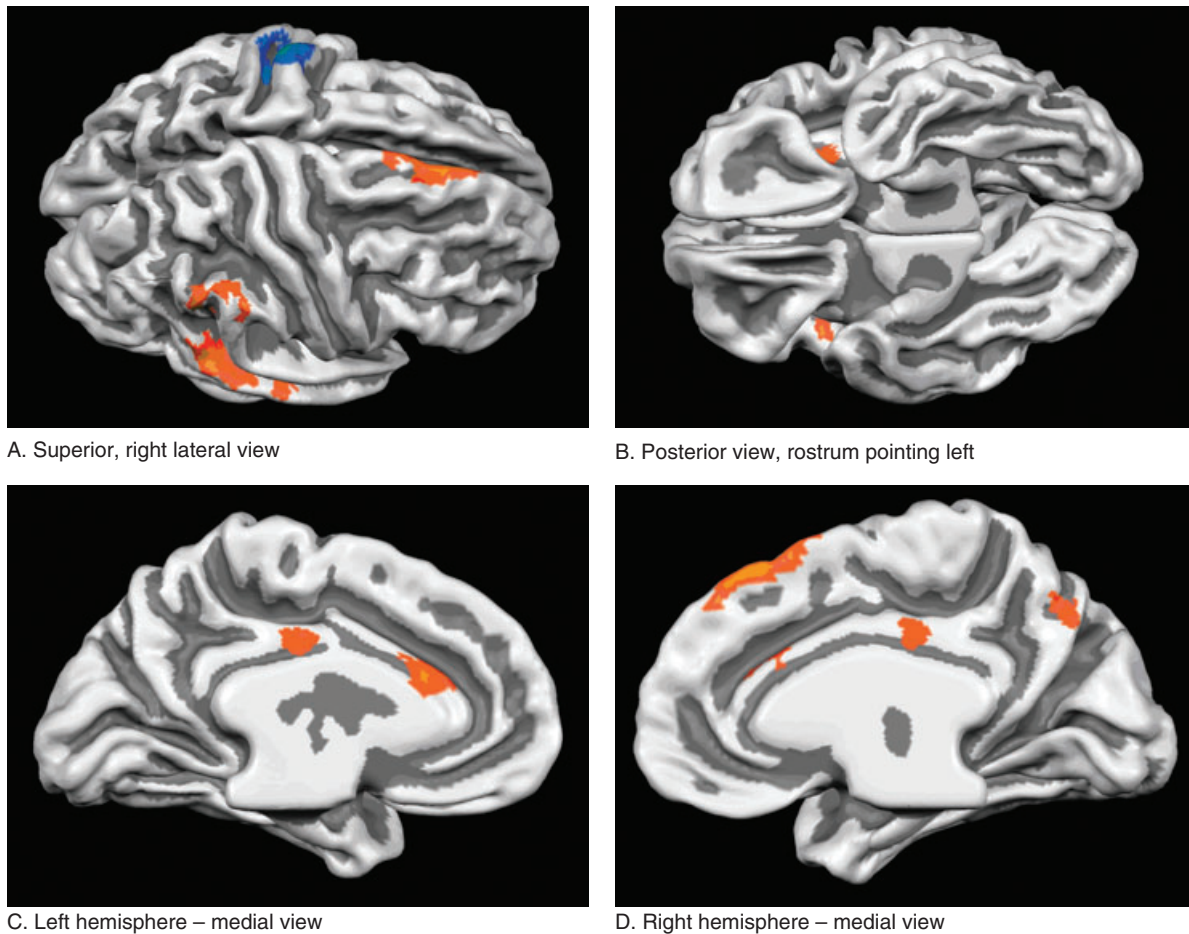 A. Superior, right lateral view
B. Posterior view, rostrum pointing left
C. Left hemisphere – medial view
D. Right hemisphere – medial view